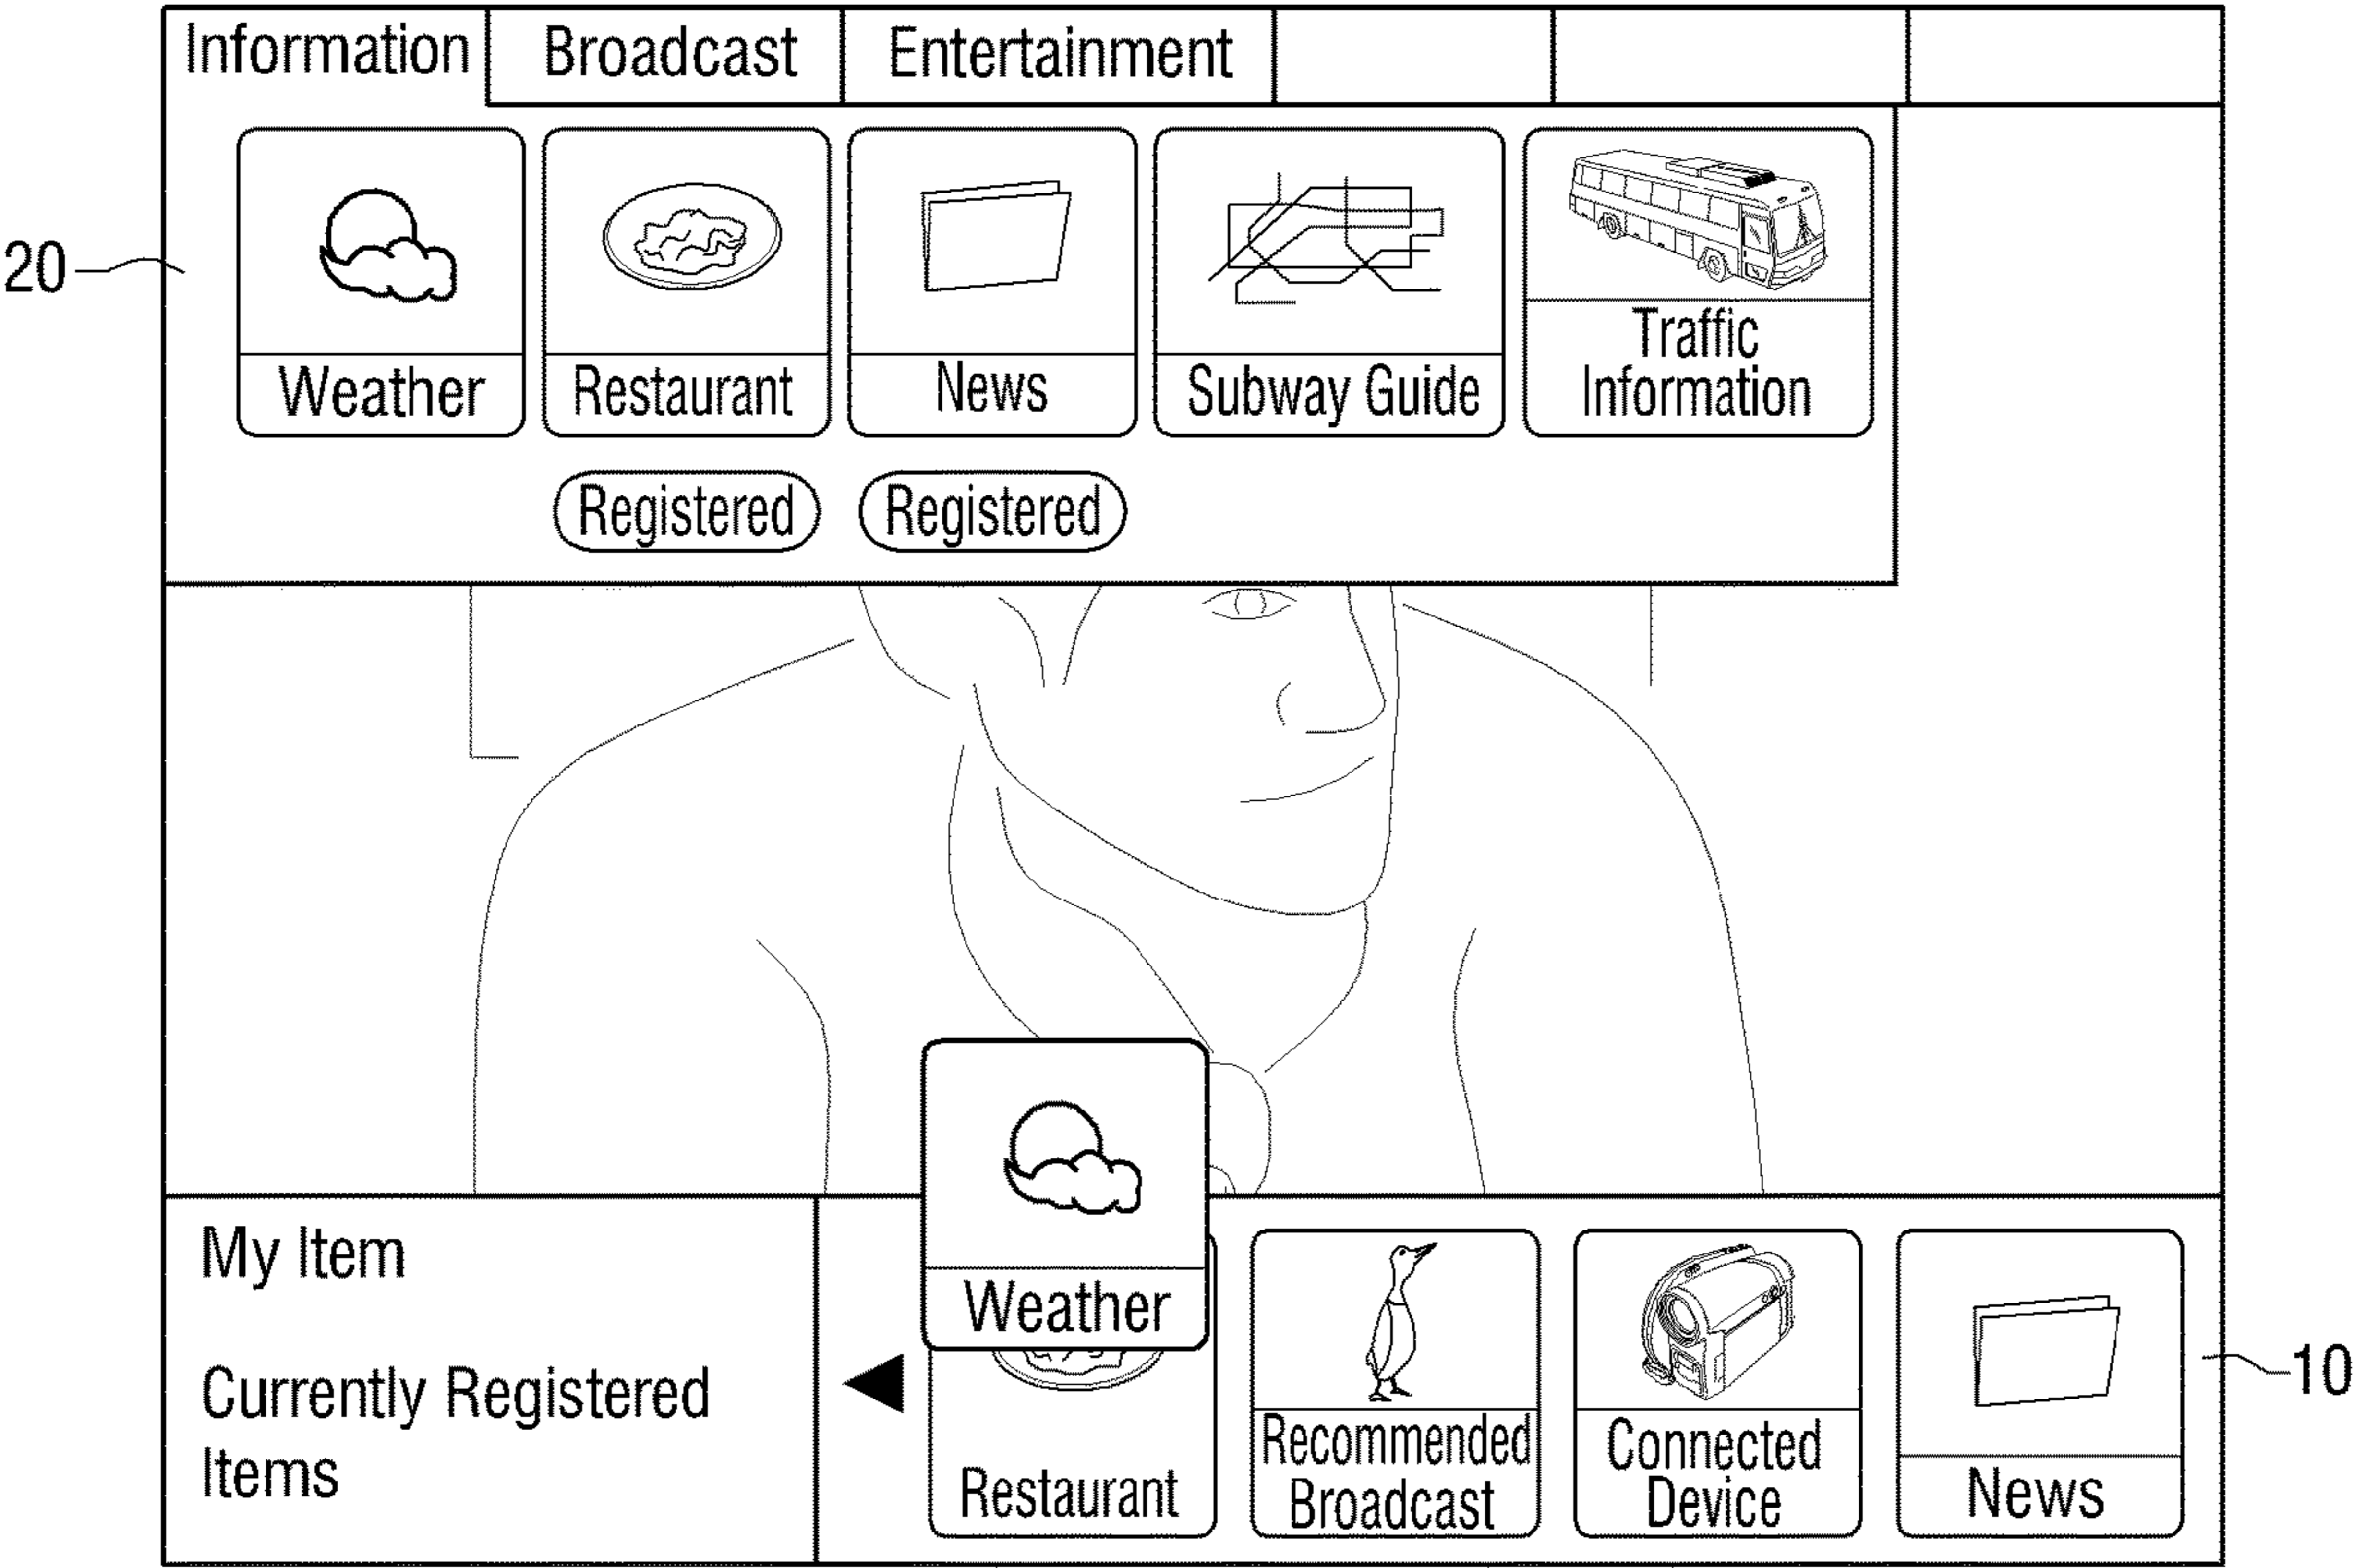 Information Broadcast Entertainment
20
Weather Restaurant News Subway Guide Traffic
Information
Registered Registered
My Item
Currently Registered
Items
Weather
Restaurant
Recommended
Broadcast
Connected
Device
News
10